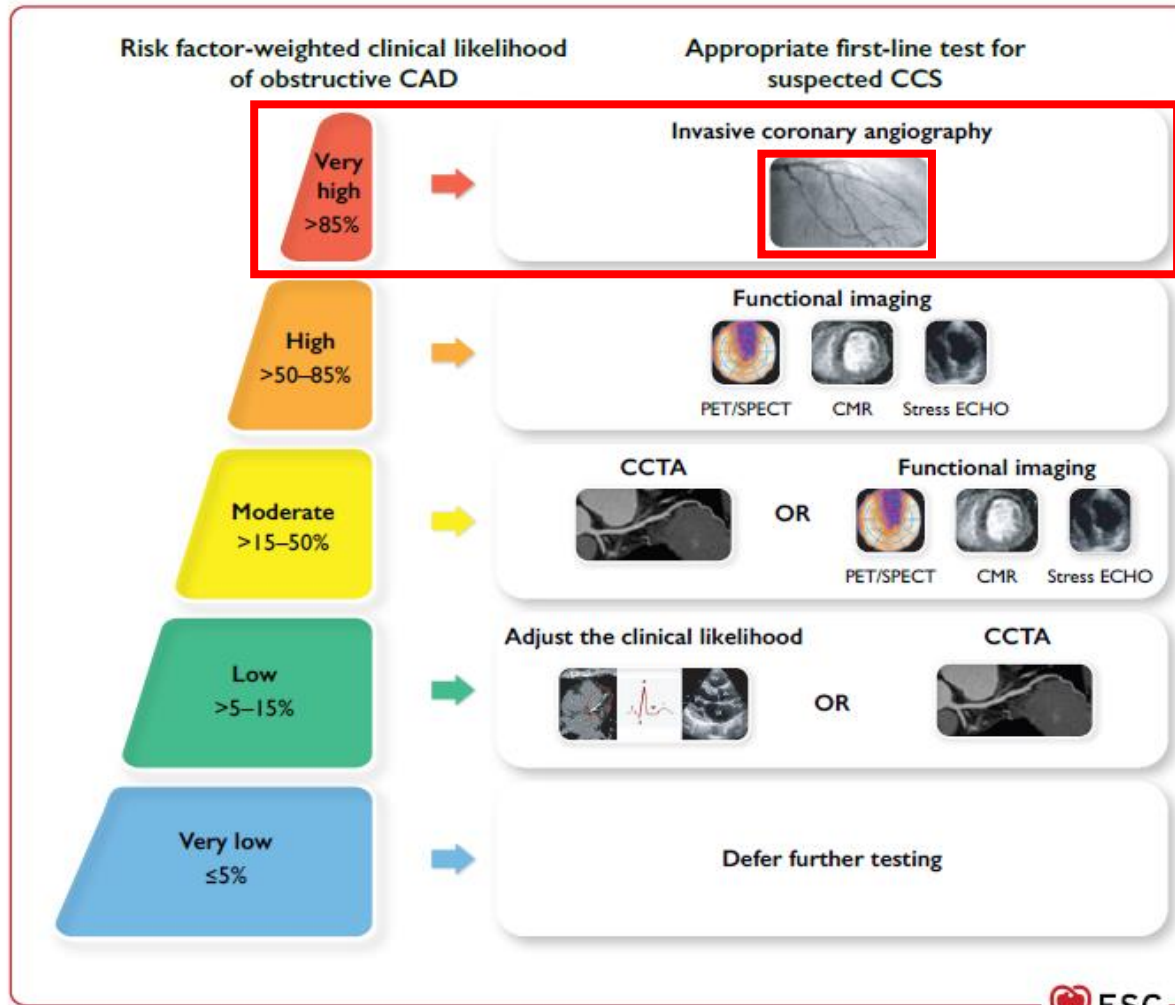 Risk factor-weighted clinical likelihood
of obstructive CAD
Appropriate first-line test for
suspected CCS
Very
high
>85%
Invasive coronary angiography
High
>50–85%
Functional imaging
PET/SPECT CMR Stress ECHO
Moderate
>15–50%
CCTA
OR
Functional imaging
PET/SPECT CMR Stress ECHO
Low
>5–15%
Adjust the clinical likelihood
OR
CCTA
Very low
≤5%
Defer further testing
ESC